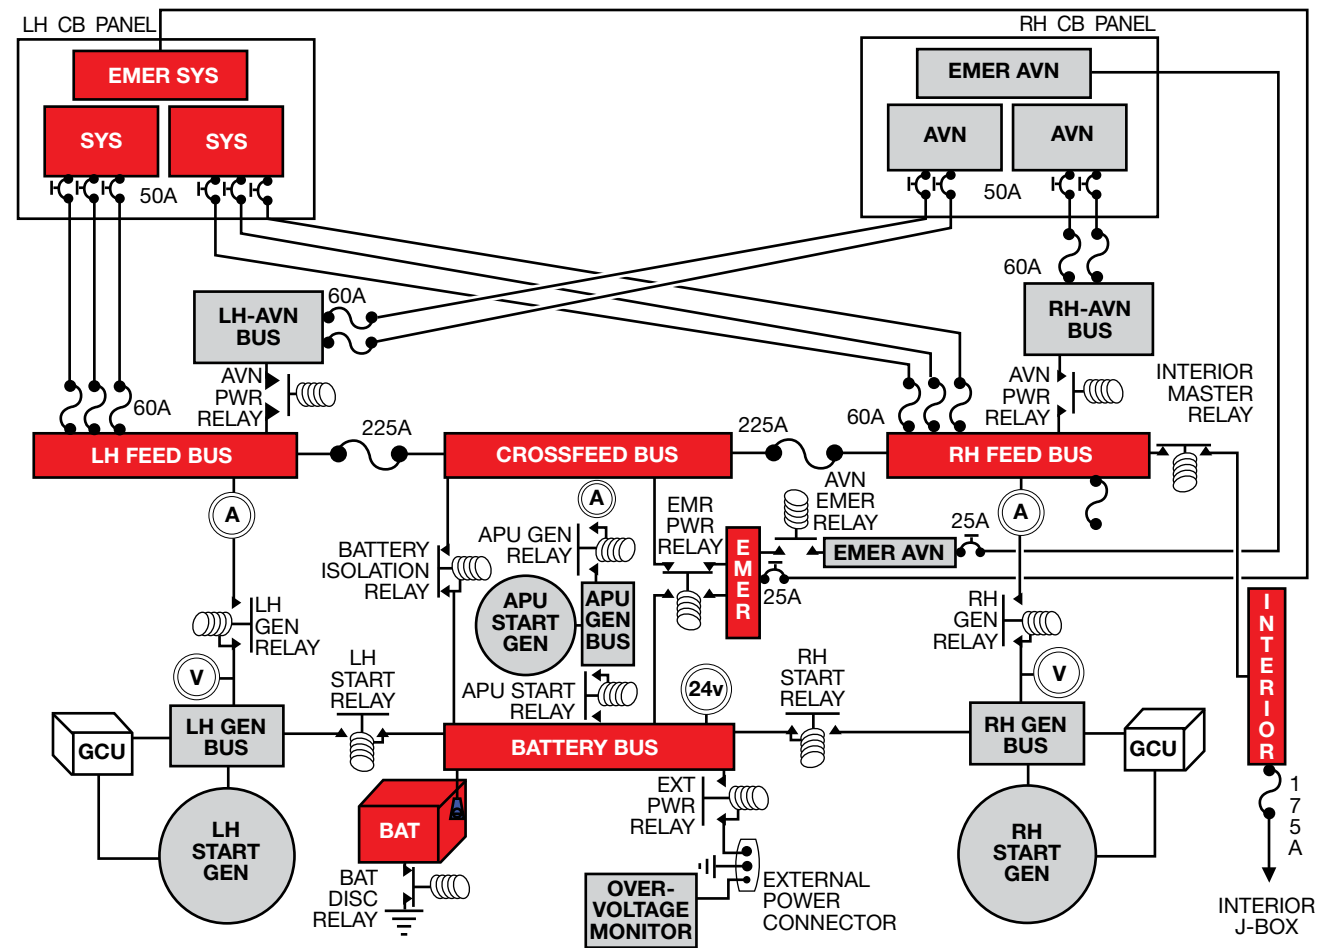 LH CB PANEL
RH CB PANEL
EMER SYS
SYS
SYS
50A
EMER AVN
AVN
AVN
50A
60A
LH-AVN
BUS
60A
RH-AVN
BUS
AVN
PWR
RELAY
60A
AVN
PWR
RELAY
INTERIOR
MASTER
RELAY
60A
225A
225A
LH FEED BUS
CROSSFEED BUS
RH FEED BUS
A
A
A
APU GEN
RELAY
EMR
PWR
RELAY
AVN
EMER
RELAY
25A
BATTERY
ISOLATION
RELAY
E
M
E
R
EMER AVN
25A
APU
START
GEN
APU
GEN
BUS
LH
GEN
RELAY
RH
GEN
RELAY
I
N
T
E
R
I
O
R
V
LH
START
RELAY
APU START
RELAY
24v
RH
START
RELAY
V
LH GEN
BUS
GCU
BATTERY BUS
RH GEN
BUS
GCU
LH
START
GEN
BAT
EXT
PWR
RELAY
RH
START
GEN
1
7
5
A
BAT
DISC
RELAY
OVER-
VOLTAGE
MONITOR
EXTERNAL
POWER
CONNECTOR
INTERIOR
J-BOX